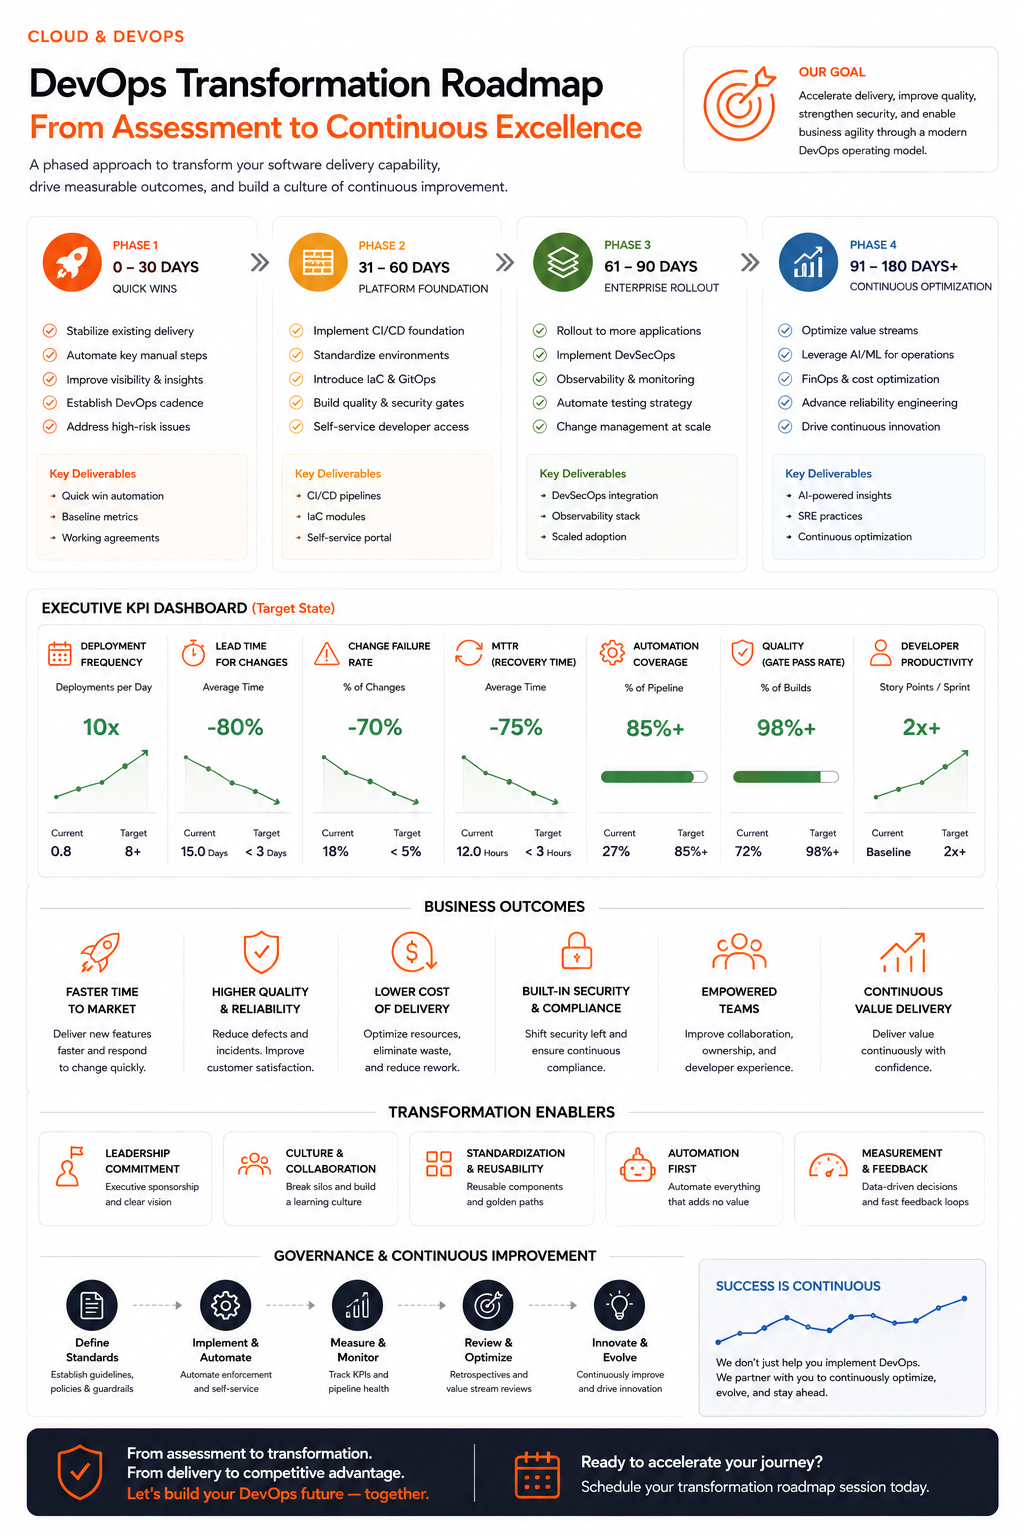 CLOUD & DEVOPS
DevOps Transformation Roadmap
From Assessment to Continuous Excellence
A phased approach to transform your software delivery capability,
drive measurable outcomes, and build a culture of continuous improvement.
OUR GOAL
Accelerate delivery, improve quality,
strengthen security, and enable
business agility through a modern
DevOps operating model.
PHASE 1
0 – 30 DAYS
QUICK WINS
Stabilize existing delivery
Automate key manual steps
Improve visibility & insights
Establish DevOps cadence
Address high-risk issues
Key Deliverables
→ Quick win automation
→ Baseline metrics
→ Working agreements
PHASE 2
31 – 60 DAYS
PLATFORM FOUNDATION
Implement CI/CD foundation
Standardize environments
Introduce IaC & GitOps
Build quality & security gates
Self-service developer access
Key Deliverables
→ CI/CD pipelines
→ IaC modules
→ Self-service portal
PHASE 3
61 – 90 DAYS
ENTERPRISE ROLLOUT
Rollout to more applications
Implement DevSecOps
Observability & monitoring
Automate testing strategy
Change management at scale
Key Deliverables
→ DevSecOps integration
→ Observability stack
→ Scaled adoption
PHASE 4
91 – 180 DAYS+
CONTINUOUS OPTIMIZATION
Optimize value streams
Leverage AI/ML for operations
FinOps & cost optimization
Advance reliability engineering
Drive continuous innovation
Key Deliverables
→ AI-powered insights
→ SRE practices
→ Continuous optimization
EXECUTIVE KPI DASHBOARD (Target State)
DEPLOYMENT
FREQUENCY
Deployments per Day
10x
Current Target
0.8 8+
LEAD TIME
FOR CHANGES
Average Time
-80%
Current Target
15.0 Days < 3 Days
CHANGE FAILURE
RATE
% of Changes
-70%
Current Target
18% < 5%
MTTR
(RECOVERY TIME)
Average Time
-75%
Current Target
12.0 Hours < 3 Hours
AUTOMATION
COVERAGE
% of Pipeline
85%+
Current Target
27% 85%+
QUALITY
(GATE PASS RATE)
% of Builds
98%+
Current Target
72% 98%+
DEVELOPER
PRODUCTIVITY
Story Points / Sprint
2x+
Current Target
Baseline 2x+
BUSINESS OUTCOMES
FASTER TIME
TO MARKET
Deliver new features
faster and respond
to change quickly.
HIGHER QUALITY
& RELIABILITY
Reduce defects and
incidents. Improve
customer satisfaction.
LOWER COST
OF DELIVERY
Optimize resources,
eliminate waste,
and reduce rework.
BUILT-IN SECURITY
& COMPLIANCE
Shift security left and
ensure continuous
compliance.
EMPOWERED
TEAMS
Improve collaboration,
ownership, and
developer experience.
CONTINUOUS
VALUE DELIVERY
Deliver value
continuously with
confidence.
TRANSFORMATION ENABLERS
LEADERSHIP
COMMITMENT
Executive sponsorship
and clear vision
CULTURE &
COLLABORATION
Break silos and build
a learning culture
STANDARDIZATION
& REUSABILITY
Reusable components
and golden paths
AUTOMATION
FIRST
Automate everything
that adds no value
MEASUREMENT
& FEEDBACK
Data-driven decisions
and fast feedback loops
GOVERNANCE & CONTINUOUS IMPROVEMENT
Define
Standards
Establish guidelines,
policies & guardrails
Implement &
Automate
Automate enforcement
and self-service
Measure &
Monitor
Track KPIs and
pipeline health
Review &
Optimize
Retrospectives and
value stream reviews
Innovate &
Evolve
Continuously improve
and drive innovation
SUCCESS IS CONTINUOUS
We don't just help you implement DevOps.
We partner with you to continuously optimize,
evolve, and stay ahead.
From assessment to transformation.
From delivery to competitive advantage.
Let's build your DevOps future — together.
Ready to accelerate your journey?
Schedule your transformation roadmap session today.